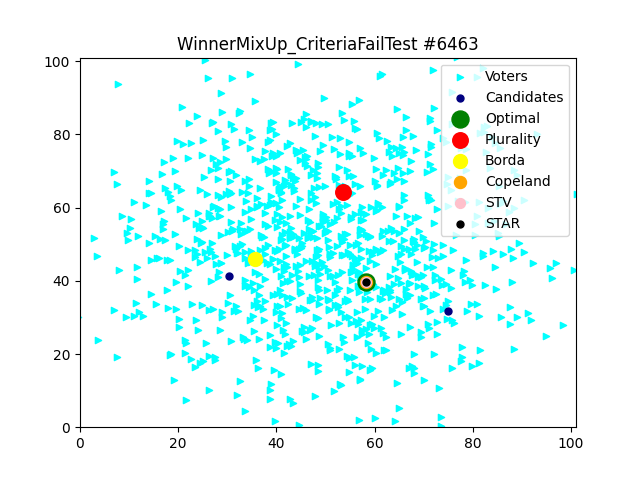 WinnerMixUp_CriteriaFailTest #6463
100
80
60
40
20
0
0
20
40
60
80
100
Voters
Candidates
Optimal
Plurality
Borda
Copeland
STV
STAR